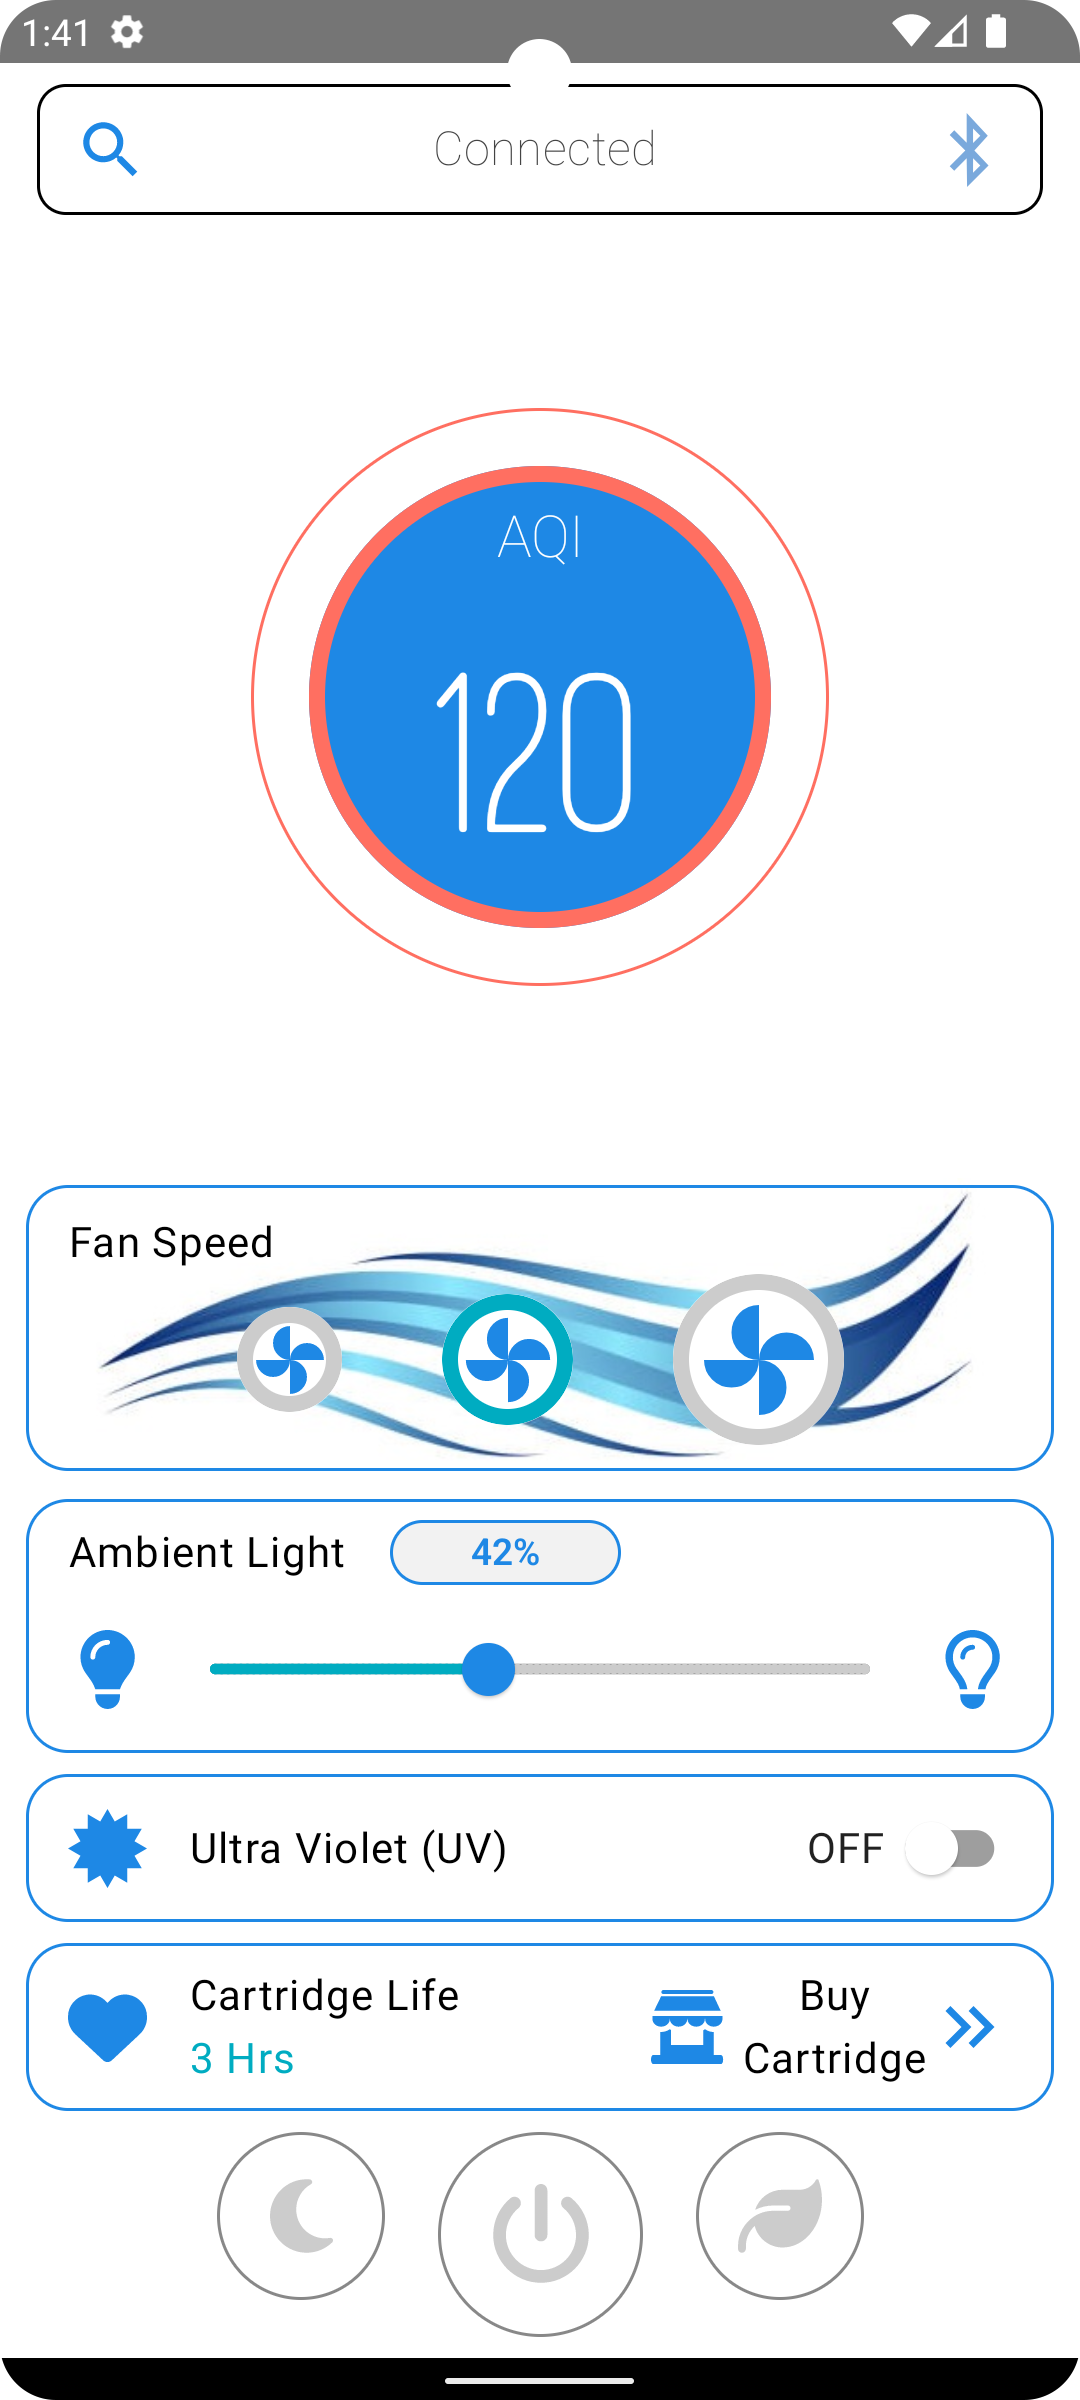 1:41
Connected
AQI
120
Fan Speed
Ambient Light
42%
Ultra Violet (UV)
OFF
Cartridge Life
3 Hrs
Buy
Cartridge